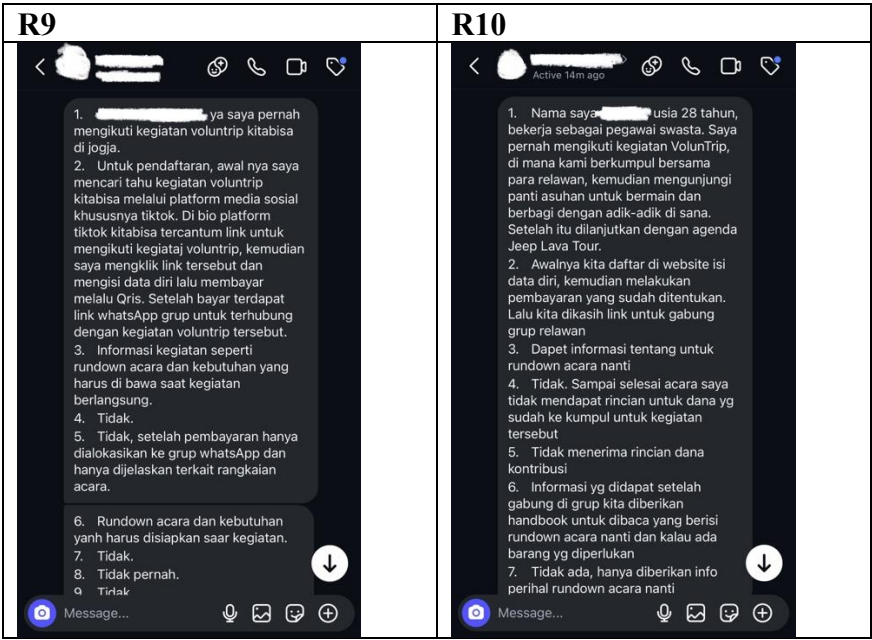 R9
1. ya saya pernah
mengikuti kegiatan voluntrip kitabisa
di jogja.
2. Untuk pendaftaran, awal nya saya
mencari tahu kegiatan voluntrip
kitabisa melalui platform media sosial
khususnya tiktok. Di bio platform
tiktok kitabisa tercantum link untuk
mengikuti kegiataj voluntrip, kemudian
saya mengklik link tersebut dan
mengisi data diri lalu membayar
melalu Qris. Setelah bayar terdapat
link whatsApp grup untuk terhubung
dengan kegiatan voluntrip tersebut.
3. Informasi kegiatan seperti
rundown acara dan kebutuhan yang
harus di bawa saat kegiatan
berlangsung.
4. Tidak.
5. Tidak, setelah pembayaran hanya
dialokasikan ke grup whatsApp dan
hanya dijelaskan terkait rangkaian
acara.
6. Rundown acara dan kebutuhan
yanh harus disiapkan saar kegiatan.
7. Tidak.
8. Tidak pernah.
9. Tidak
Message...
R10
Active 14m ago
1. Nama saya usia 28 tahun,
bekerja sebagai pegawai swasta. Saya
pernah mengikuti kegiatan VolunTrip,
di mana kami berkumpul bersama
para relawan, kemudian mengunjungi
panti asuhan untuk bermain dan
berbagi dengan adik-adik di sana.
Setelah itu dilanjutkan dengan agenda
Jeep Lava Tour.
2. Awalnya kita daftar di website isi
data diri, kemudian melakukan
pembayaran yang sudah ditentukan.
Lalu kita dikasih link untuk gabung
grup relawan
3. Dapet informasi tentang untuk
rundown acara nanti
4. Tidak. Sampai selesai acara saya
tidak mendapat rincian untuk dana yg
sudah ke kumpul untuk kegiatan
tersebut
5. Tidak menerima rincian dana
kontribusi
6. Informasi yg didapat setelah
gabung di grup kita diberikan
handbook untuk dibaca yang berisi
rundown acara nanti dan kalau ada
barang yg diperlukan
7. Tidak ada, hanya diberikan info
perihal rundown acara nanti
Message...